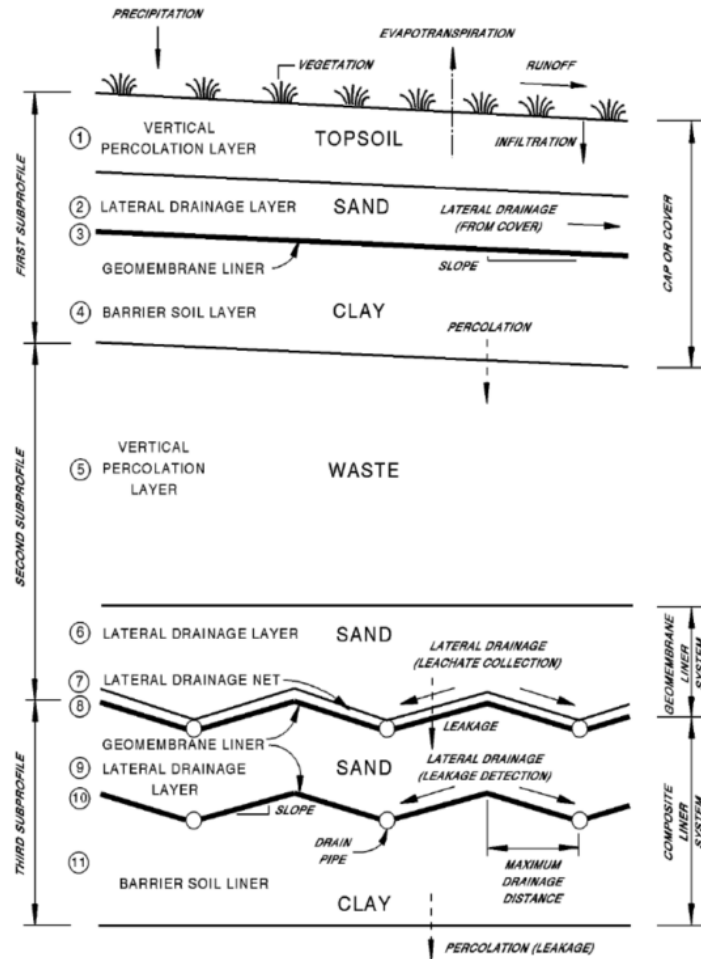 PRECIPITATION
EVAPOTRANSPIRATION
VEGETATION
RUNOFF
① VERTICAL
PERCOLATION LAYER
TOPSOIL
INFILTRATION
② LATERAL DRAINAGE LAYER
SAND
LATERAL DRAINAGE
(FROM COVER)
③
GEOMEMBRANE LINER
SLOPE
④ BARRIER SOIL LAYER
CLAY
PERCOLATION
FIRST SUBPROFILE
CAP OR COVER
⑤ VERTICAL
PERCOLATION
LAYER
WASTE
SECOND SUBPROFILE
⑥ LATERAL DRAINAGE LAYER
SAND
LATERAL DRAINAGE
(LEACHATE COLLECTION)
⑦ LATERAL DRAINAGE NET
⑧
GEOMEMBRANE LINER
LEAKAGE
GEOMEMBRANE
LINER
SYSTEM
⑨ LATERAL DRAINAGE
LAYER
SAND
LATERAL DRAINAGE
(LEAKAGE DETECTION)
⑩
SLOPE
DRAIN
PIPE
MAXIMUM
DRAINAGE
DISTANCE
⑪
BARRIER SOIL LINER
CLAY
THIRD SUBPROFILE
COMPOSITE
LINER
SYSTEM
PERCOLATION (LEAKAGE)